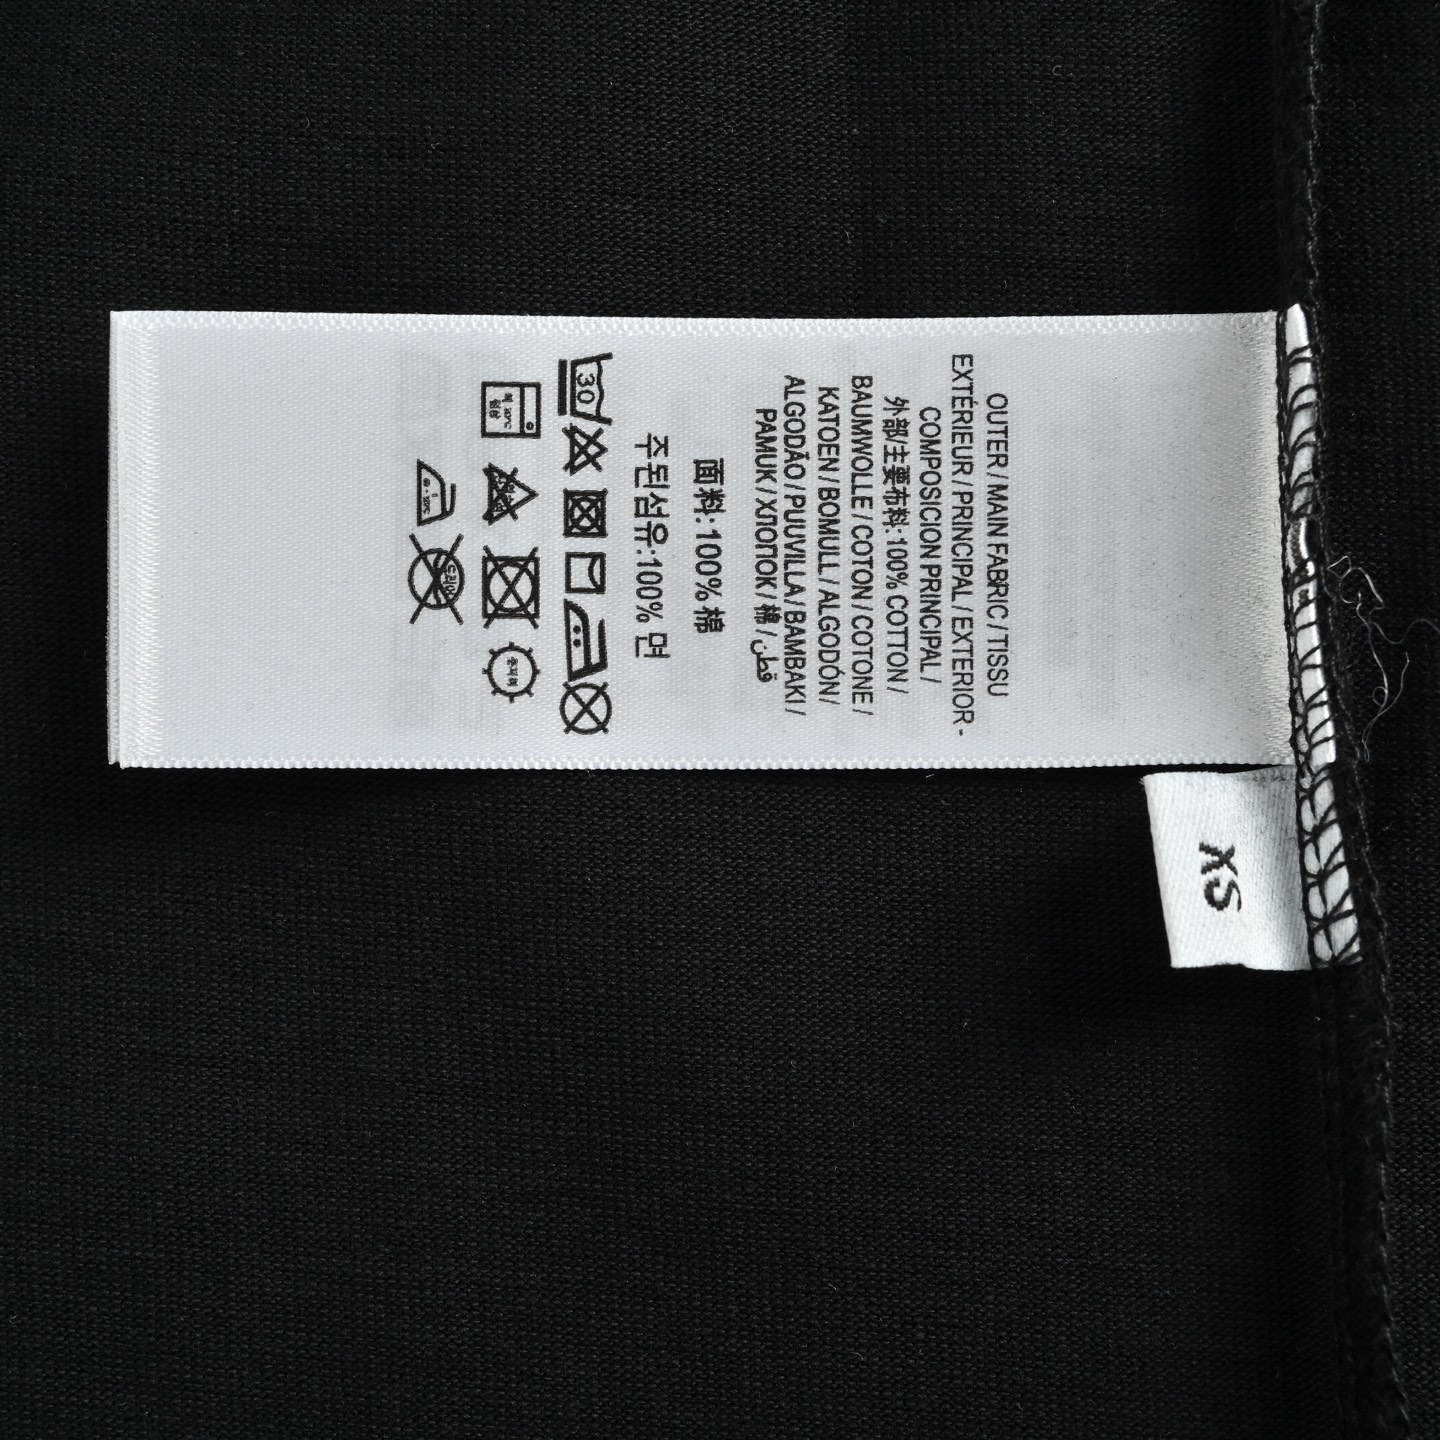 OUTER / MAIN FABRIC / TISSU
EXTÉRIEUR / PRINCIPAL / EXTERIOR -
COMPOSICION PRINCIPAL /
外部/主要布料: 100% COTTON /
BAUMWOLLE / COTON / COTONE /
KATOEN / BOMULL / ALGODÓN /
ALGODÃO / PUUVILLA / BAMBAKI /
PAMUK / ХЛОПОК / 棉 / قطن
面料:100% 棉
주된섬유:100% 면
30
XS